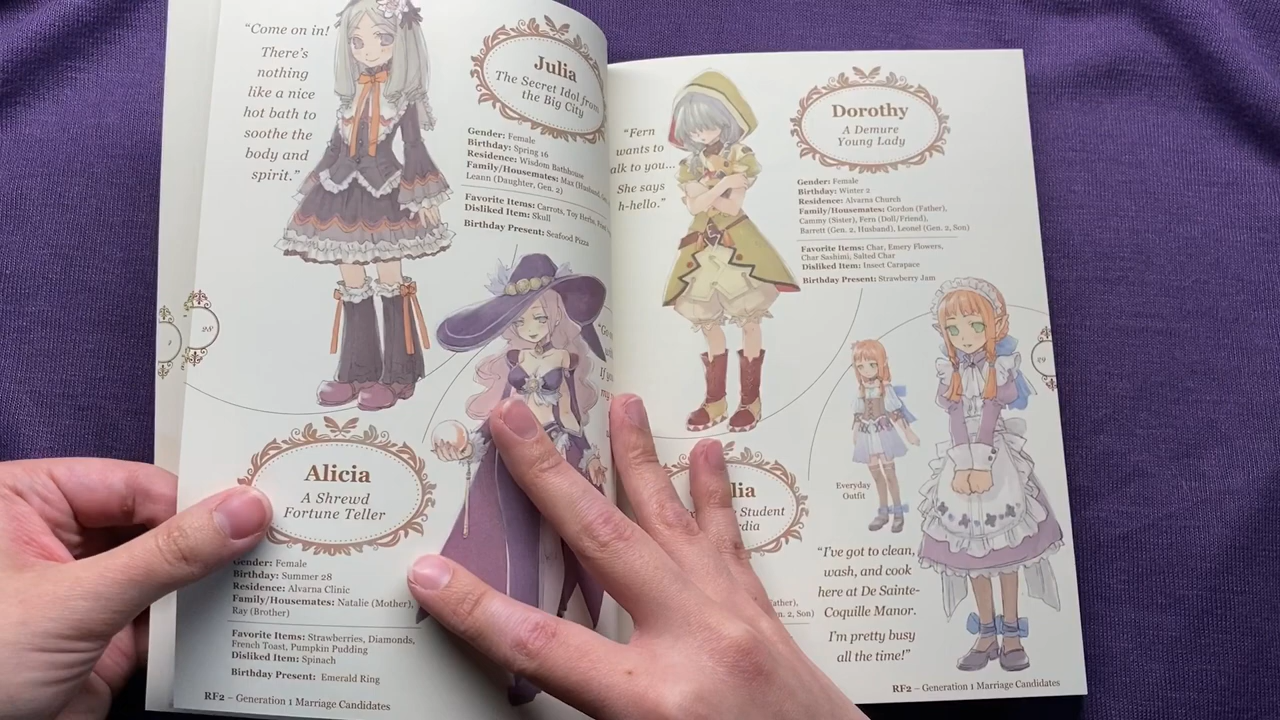 “Come on in!
There’s
nothing
like a nice
hot bath to
soothe the
body and
spirit.”
Julia
The Secret Idol from
the Big City
Gender: Female
Birthday: Spring 16
Residence: Wisdom Bathhouse
Family/Housemates: Max (Husband,
Leann (Daughter, Gen. 2)
Favorite Items: Carrots, Toy Herbs,
Disliked Item: Skull
Birthday Present: Seafood Pizza
Alicia
A Shrewd
Fortune Teller
Gender: Female
Birthday: Summer 28
Residence: Alvarna Clinic
Family/Housemates: Natalie (Mother),
Ray (Brother)
Favorite Items: Strawberries, Diamonds,
French Toast, Pumpkin Pudding
Disliked Item: Spinach
Birthday Present: Emerald Ring
RF2 – Generation 1 Marriage Candidates
“Fern
wants to
alk to you...
She says
h-hello.”
Dorothy
A Demure
Young Lady
Gender: Female
Birthday: Winter 2
Residence: Alvarna Church
Family/Housemates: Gordon (Father),
Cammy (Sister), Fern (Doll/Friend),
Barrett (Gen. 2, Husband), Leonel (Gen. 2, Son)
Favorite Items: Char, Emery Flowers,
Char Sashimi, Salted Char
Disliked Item: Insect Carapace
Birthday Present: Strawberry Jam
lia
Student
rdia
ather),
n. 2, Son)
Everyday
Outfit
“I’ve got to clean,
wash, and cook
here at De Sainte-
Coquille Manor.
I’m pretty busy
all the time!”
RF2 – Generation 1 Marriage Candidates